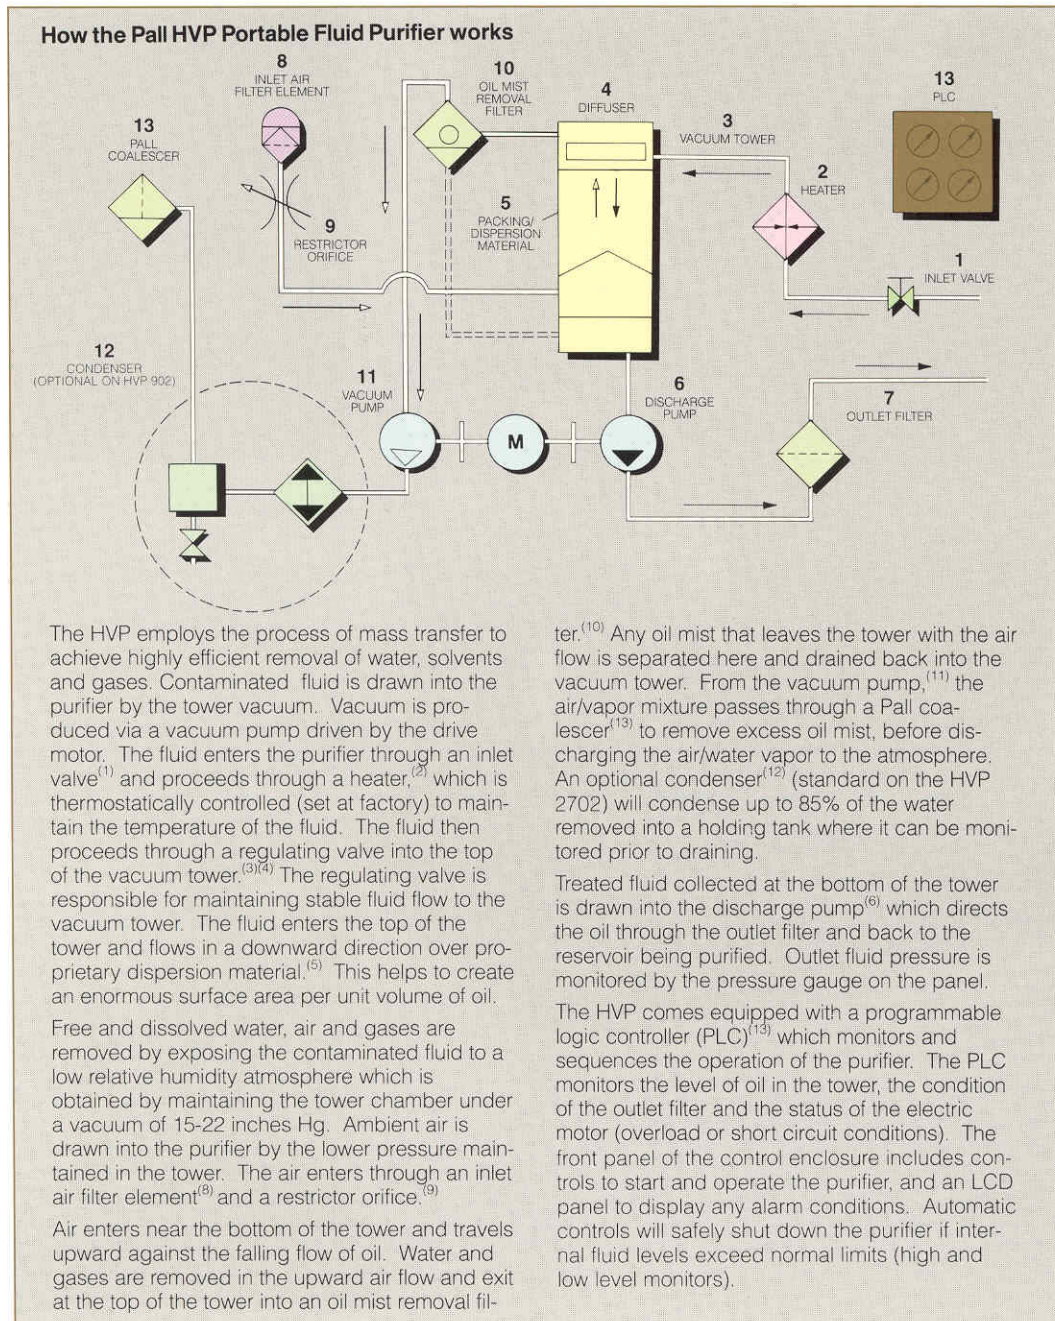 How the Pall HVP Portable Fluid Purifier works
8
INLET AIR
FILTER ELEMENT
10
OIL MIST
REMOVAL
FILTER
4
DIFFUSER
3
VACUUM TOWER
13
PLC
13
PALL
COALESCER
2
HEATER
9
RESTRICTOR
ORIFICE
5
PACKING/
DISPERSION
MATERIAL
1
INLET VALVE
12
CONDENSER
(OPTIONAL ON HVP 902)
11
VACUUM
PUMP
6
DISCHARGE
PUMP
7
OUTLET FILTER
M
The HVP employs the process of mass transfer to
achieve highly efficient removal of water, solvents
and gases. Contaminated fluid is drawn into the
purifier by the tower vacuum. Vacuum is pro-
duced via a vacuum pump driven by the drive
motor. The fluid enters the purifier through an inlet
valve(1) and proceeds through a heater,(2) which is
thermostatically controlled (set at factory) to main-
tain the temperature of the fluid. The fluid then
proceeds through a regulating valve into the top
of the vacuum tower.(3)(4) The regulating valve is
responsible for maintaining stable fluid flow to the
vacuum tower. The fluid enters the top of the
tower and flows in a downward direction over pro-
prietary dispersion material.(5) This helps to create
an enormous surface area per unit volume of oil.
Free and dissolved water, air and gases are
removed by exposing the contaminated fluid to a
low relative humidity atmosphere which is
obtained by maintaining the tower chamber under
a vacuum of 15-22 inches Hg. Ambient air is
drawn into the purifier by the lower pressure main-
tained in the tower. The air enters through an inlet
air filter element(8) and a restrictor orifice.(9)
Air enters near the bottom of the tower and travels
upward against the falling flow of oil. Water and
gases are removed in the upward air flow and exit
at the top of the tower into an oil mist removal fil-
ter.(10) Any oil mist that leaves the tower with the air
flow is separated here and drained back into the
vacuum tower. From the vacuum pump,(11) the
air/vapor mixture passes through a Pall coa-
lescer(13) to remove excess oil mist, before dis-
charging the air/water vapor to the atmosphere.
An optional condenser(12) (standard on the HVP
2702) will condense up to 85% of the water
removed into a holding tank where it can be moni-
tored prior to draining.
Treated fluid collected at the bottom of the tower
is drawn into the discharge pump(6) which directs
the oil through the outlet filter and back to the
reservoir being purified. Outlet fluid pressure is
monitored by the pressure gauge on the panel.
The HVP comes equipped with a programmable
logic controller (PLC)(13) which monitors and
sequences the operation of the purifier. The PLC
monitors the level of oil in the tower, the condition
of the outlet filter and the status of the electric
motor (overload or short circuit conditions). The
front panel of the control enclosure includes con-
trols to start and operate the purifier, and an LCD
panel to display any alarm conditions. Automatic
controls will safely shut down the purifier if inter-
nal fluid levels exceed normal limits (high and
low level monitors).